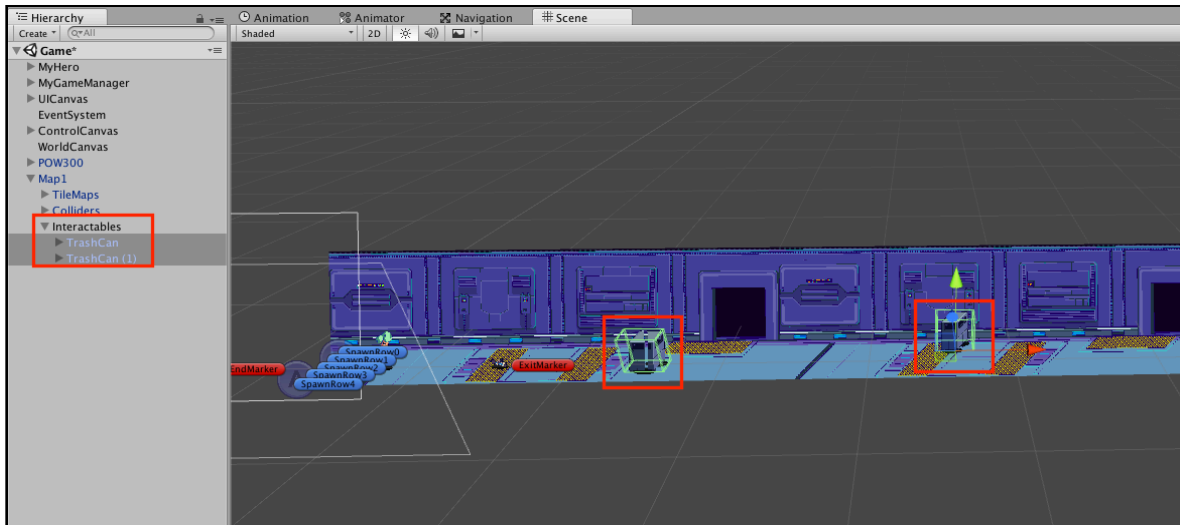 Hierarchy
Create
All
Game*
MyHero
MyGameManager
UICanvas
EventSystem
ControlCanvas
WorldCanvas
POW300
Map1
TileMaps
Colliders
Interactables
TrashCan
TrashCan (1)
Animation Animator Navigation Scene
Shaded 2D
SpawnRow0
SpawnRow1
SpawnRow2
SpawnRow3
SpawnRow4
EndMarker
ExitMarker
A